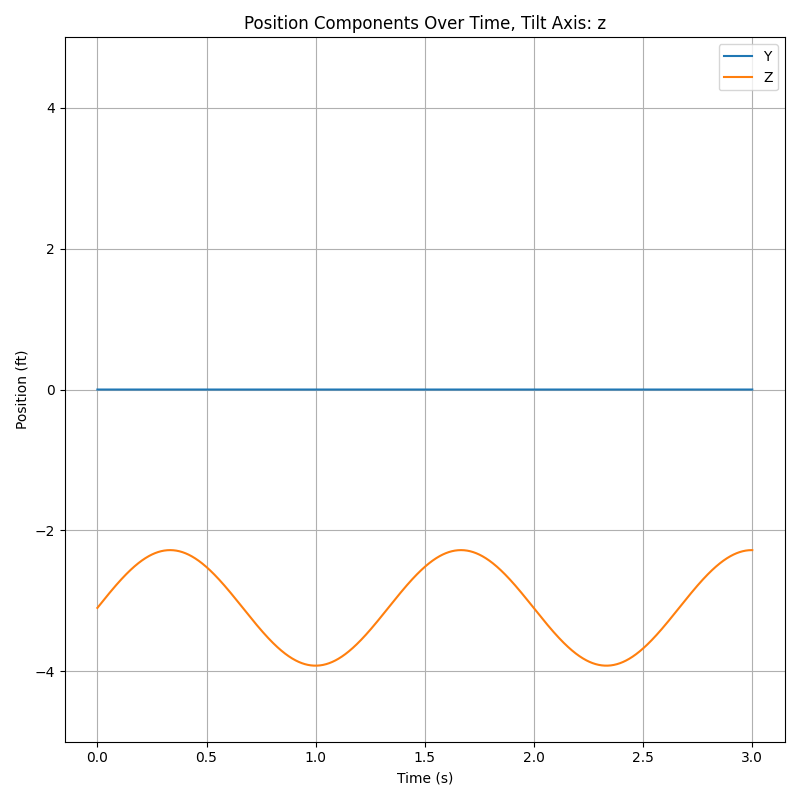 Position Components Over Time, Tilt Axis: z
Y
Z
4
2
0
−2
−4
Position (ft)
0.0 0.5 1.0 1.5 2.0 2.5 3.0
Time (s)